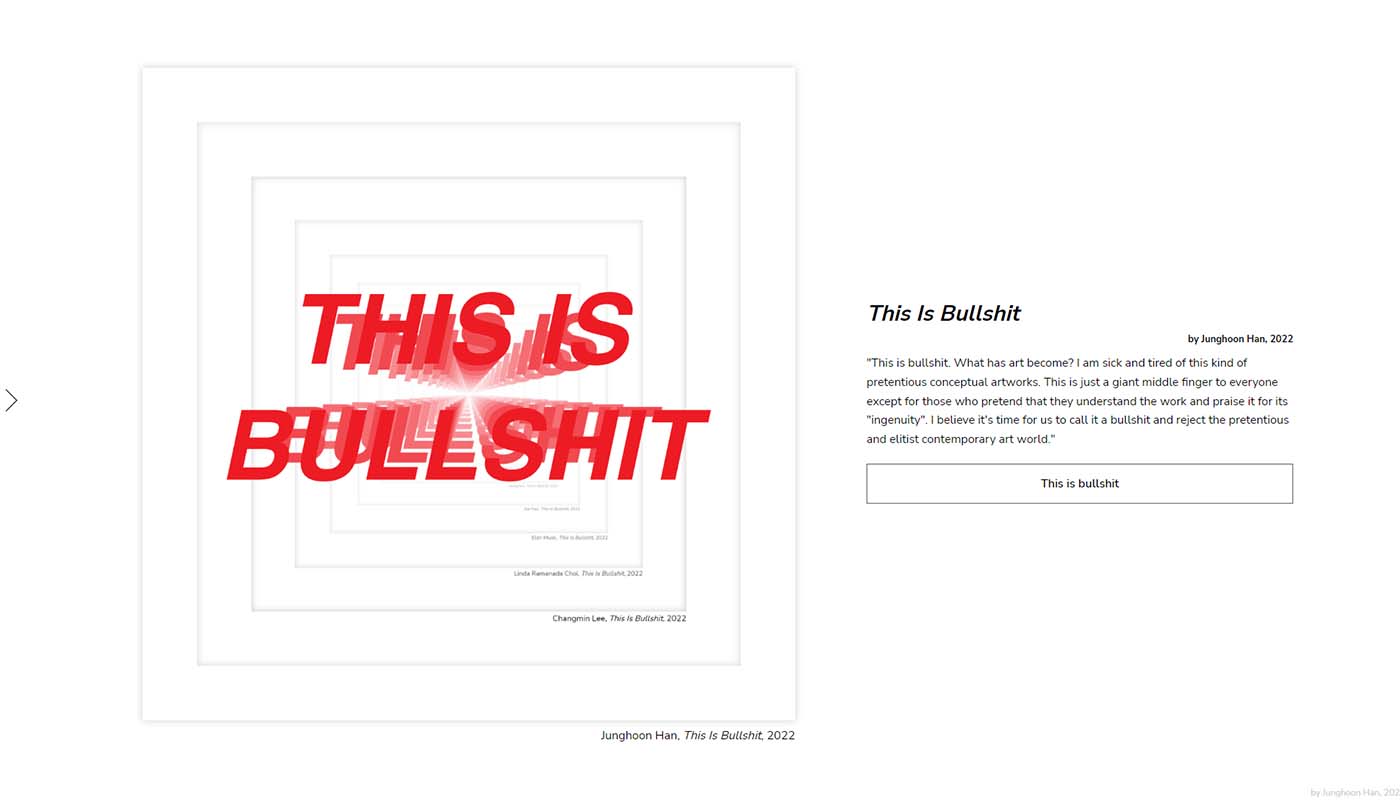 THIS IS
BULLSHIT
Elon Musk, This Is Bullshit, 2022
Linda Remenada Choi, This Is Bullshit, 2022
Changmin Lee, This Is Bullshit, 2022
Junghoon Han, This Is Bullshit, 2022
This Is Bullshit
by Junghoon Han, 2022
"This is bullshit. What has art become? I am sick and tired of this kind of
pretentious conceptual artworks. This is just a giant middle finger to everyone
except for those who pretend that they understand the work and praise it for its
"ingenuity". I believe it's time for us to call it a bullshit and reject the pretentious
and elitist contemporary art world."
This is bullshit
by Junghoon Han, 202